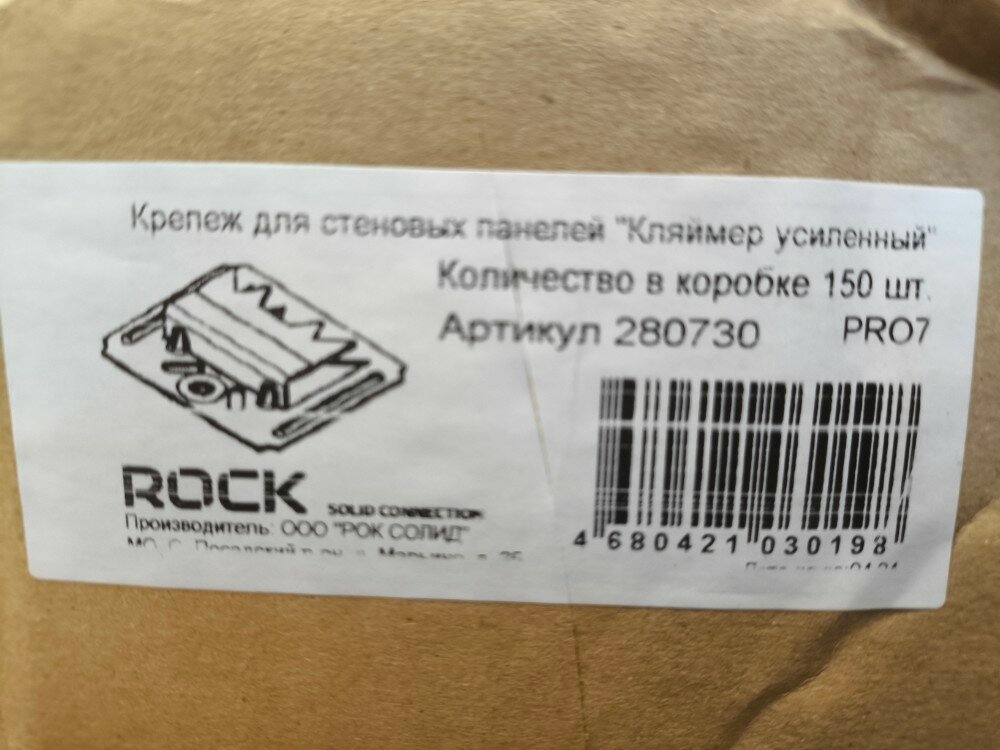 Крепеж для стеновых панелей "Кляймер усиленный"
Количество в коробке 150 шт.
Артикул 280730 PRO7
ROCK SOLID CONNECTION
Производитель: ООО "РОК СОЛИД"
4 680421 030198